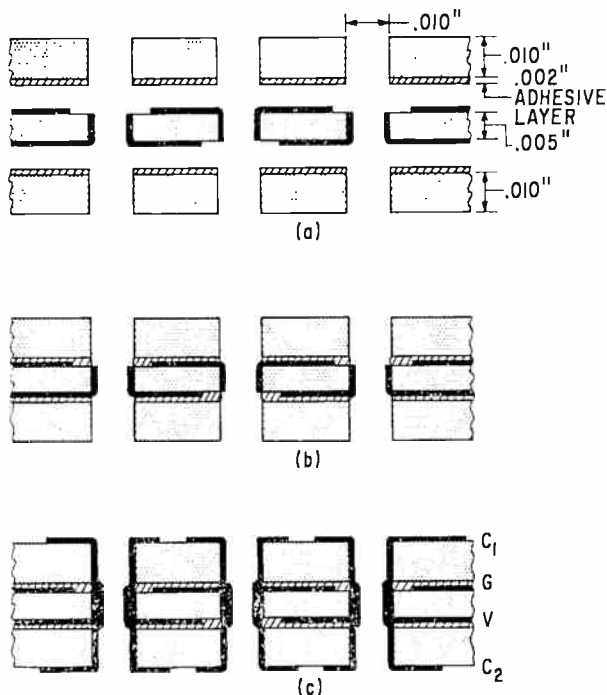 .010"
.010"
.002"
ADHESIVE
LAYER
.005"
.010"
(a)
(b)
C1
G
V
C2
(c)